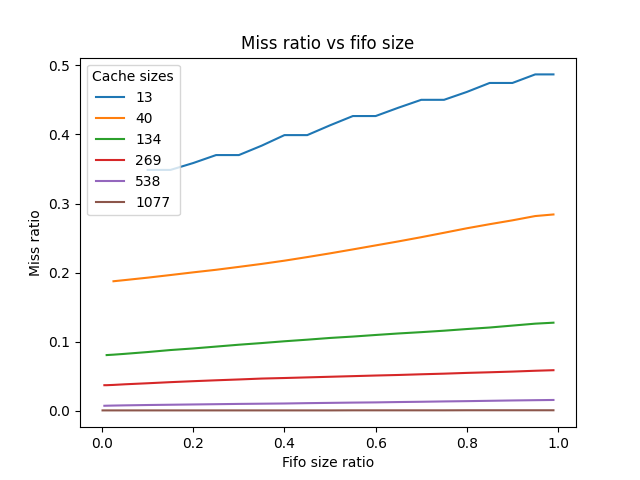 Miss ratio vs fifo size
Cache sizes
13
40
134
269
538
1077
0.5
0.4
0.3
0.2
0.1
0.0
Miss ratio
0.0 0.2 0.4 0.6 0.8 1.0
Fifo size ratio